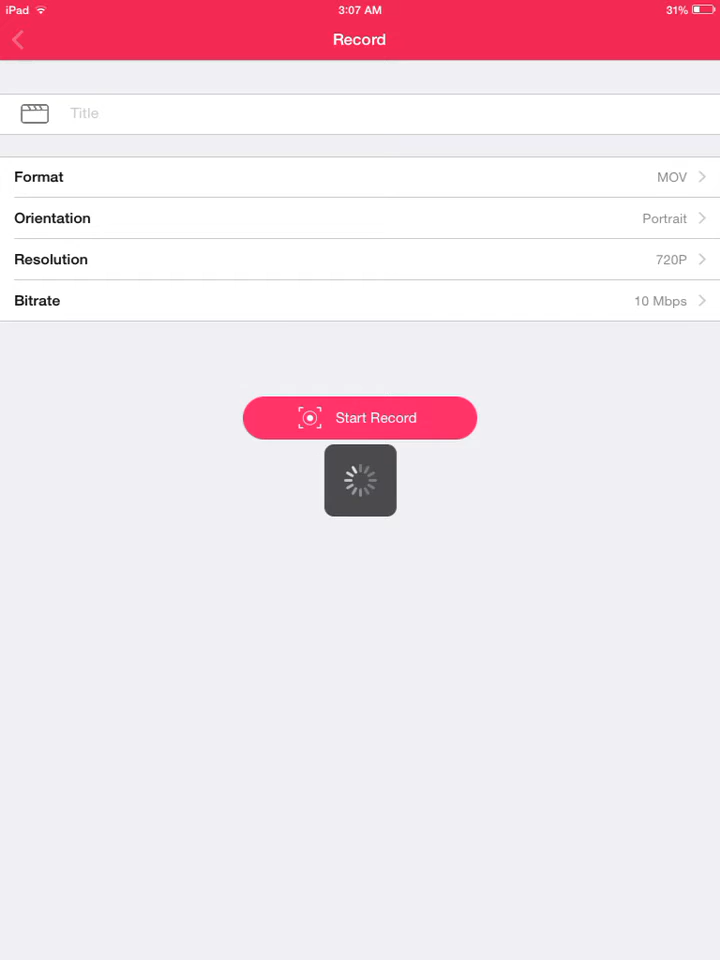 iPad 3:07 AM 31%
Record
Title
Format MOV
Orientation Portrait
Resolution 720P
Bitrate 10 Mbps
Start Record